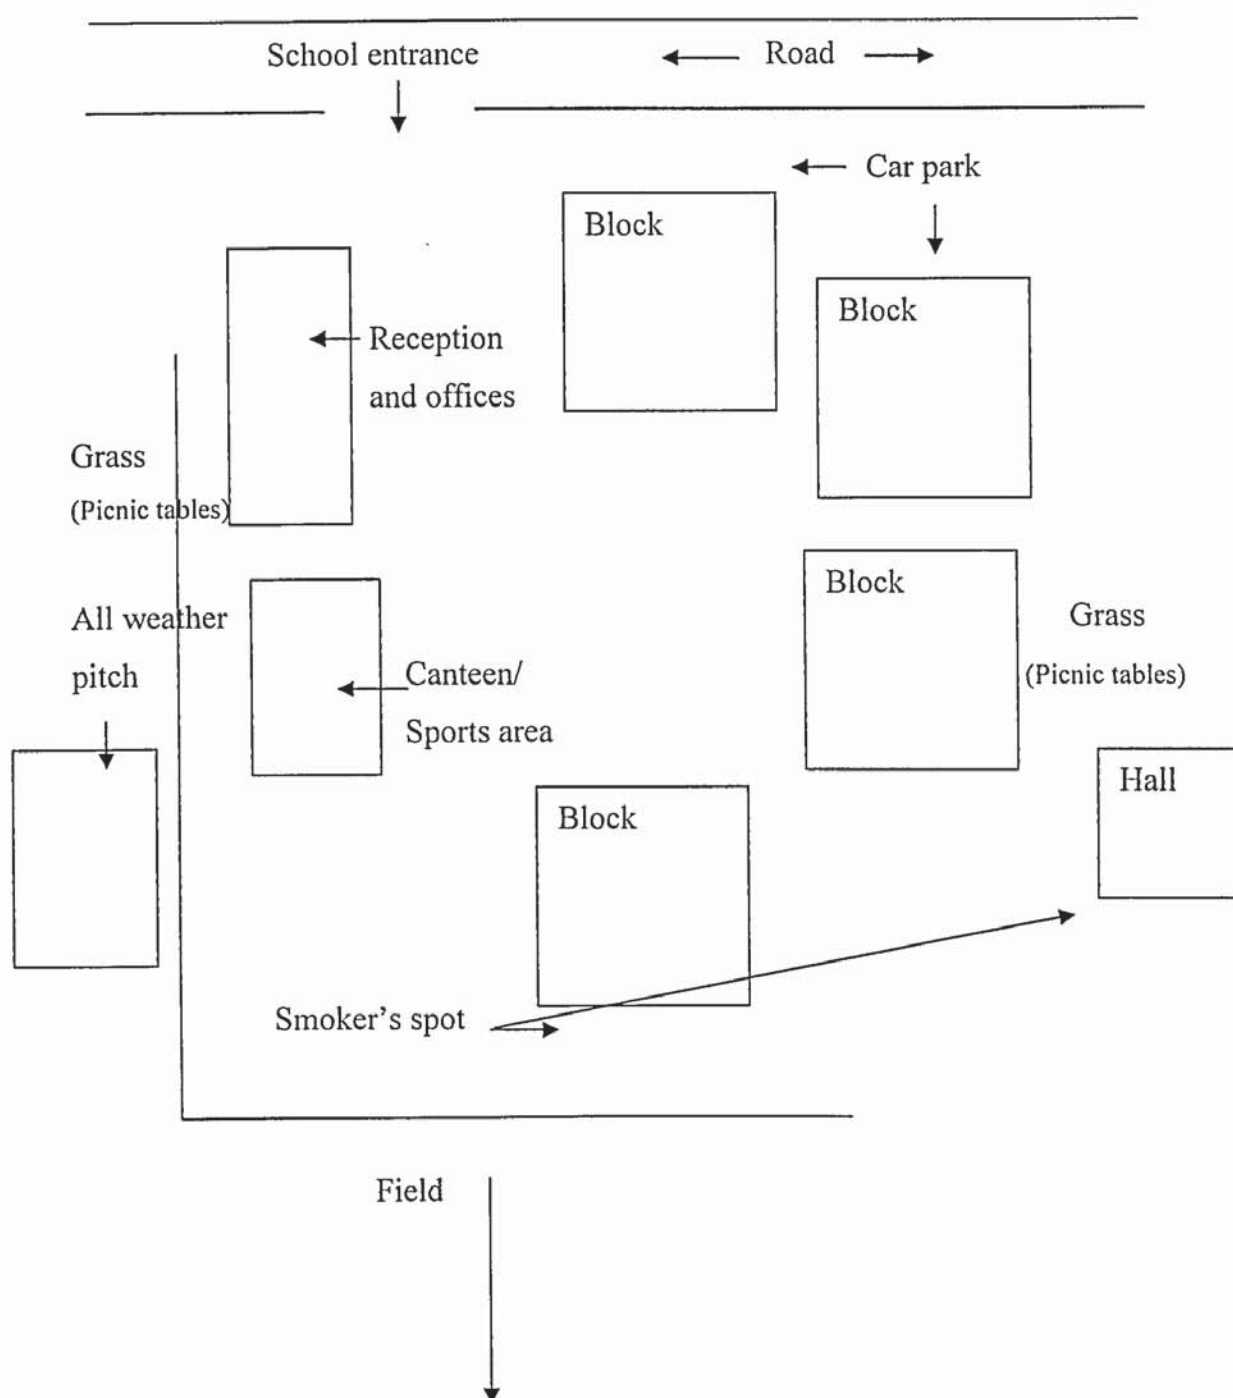 School entrance
Road
Car park
Block
Block
Reception
and offices
Grass
(Picnic tables)
Block
All weather
pitch
Grass
(Picnic tables)
Canteen/
Sports area
Hall
Block
Smoker's spot
Field